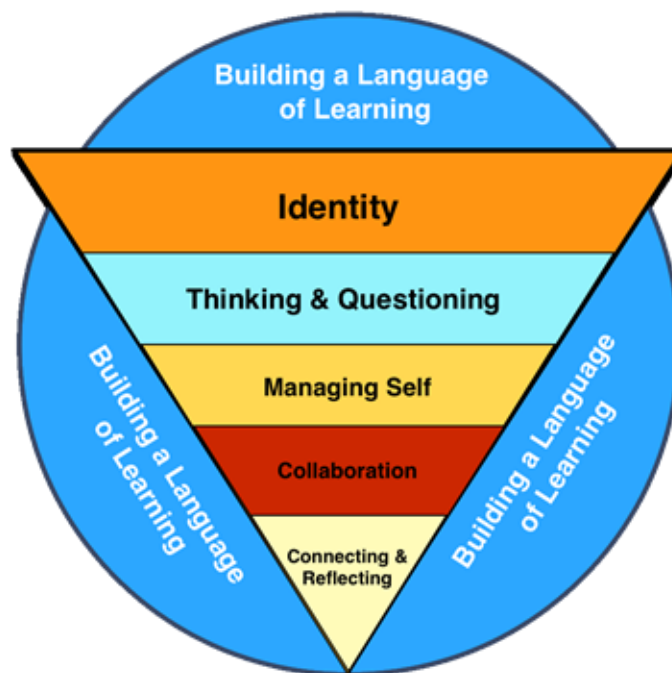 Building a Language
of Learning
Identity
Thinking & Questioning
Managing Self
Collaboration
Connecting &
Reflecting
Building a Language
of Learning
Building a Language
of Learning